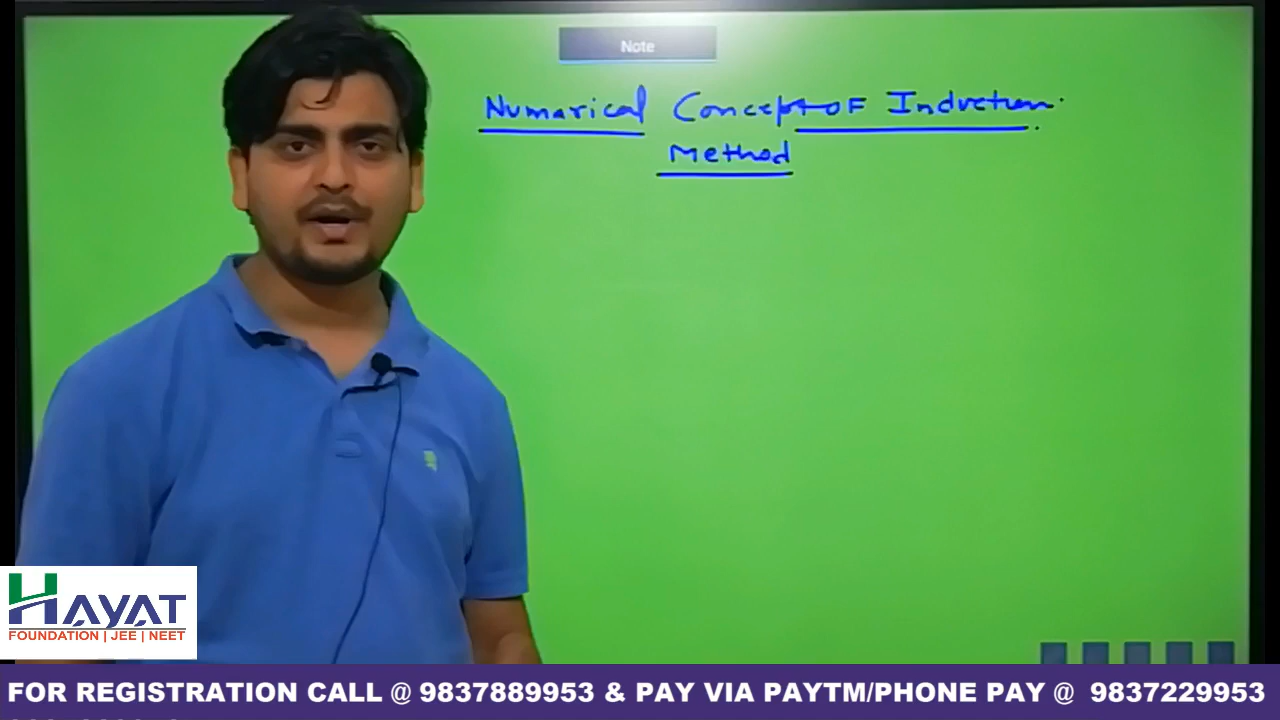 Note
Numarical Concept OF Induction
Method
HAYAT
FOUNDATION | JEE | NEET
FOR REGISTRATION CALL @ 9837889953 & PAY VIA PAYTM/PHONE PAY @ 9837229953